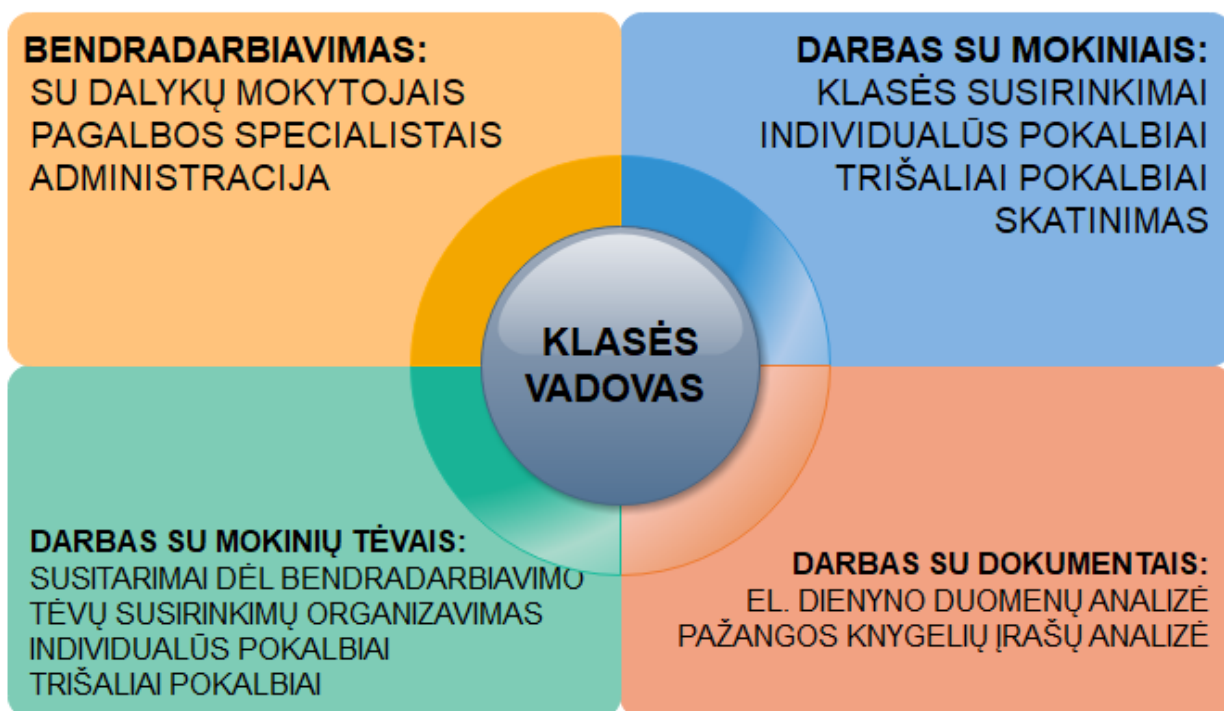 BENDRADARBIAVIMAS:
SU DALYKŲ MOKYTOJAIS
PAGALBOS SPECIALISTAIS
ADMINISTRACIJA
DARBAS SU MOKINIAIS:
KLASĖS SUSIRINKIMAI
INDIVIDUALŪS POKALBIAI
TRIŠALIAI POKALBIAI
SKATINIMAS
KLASĖS
VADOVAS
DARBAS SU MOKINIŲ TĖVAIS:
SUSITARIMAI DĖL BENDRADARBIAVIMO
TĖVŲ SUSIRINKIMŲ ORGANIZAVIMAS
INDIVIDUALŪS POKALBIAI
TRIŠALIAI POKALBIAI
DARBAS SU DOKUMENTAIS:
EL. DIENYNO DUOMENŲ ANALIZĖ
PAŽANGOS KNYGELIŲ ĮRAŠŲ ANALIZĖ